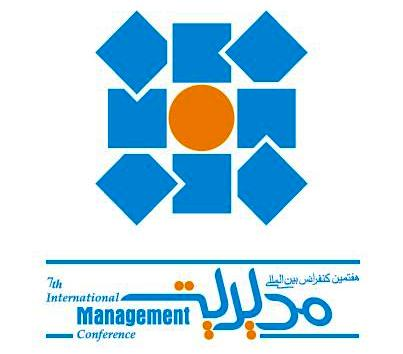 7th
International
Management
Conference
هفتمین کنفرانس بین‌المللی
مدیریت